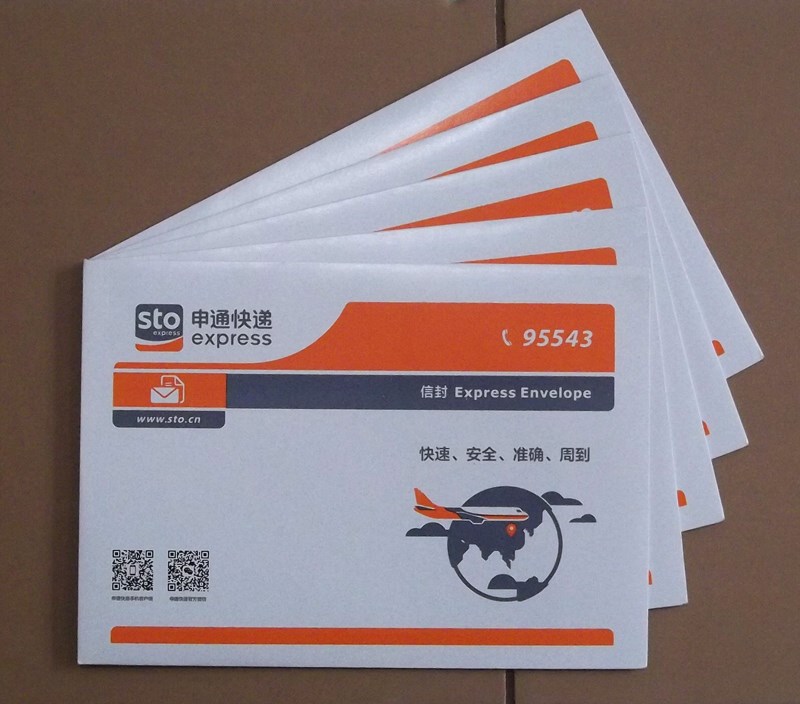 sto
express
申通快递
express
95543
信封 Express Envelope
www.sto.cn
快速、安全、准确、周到